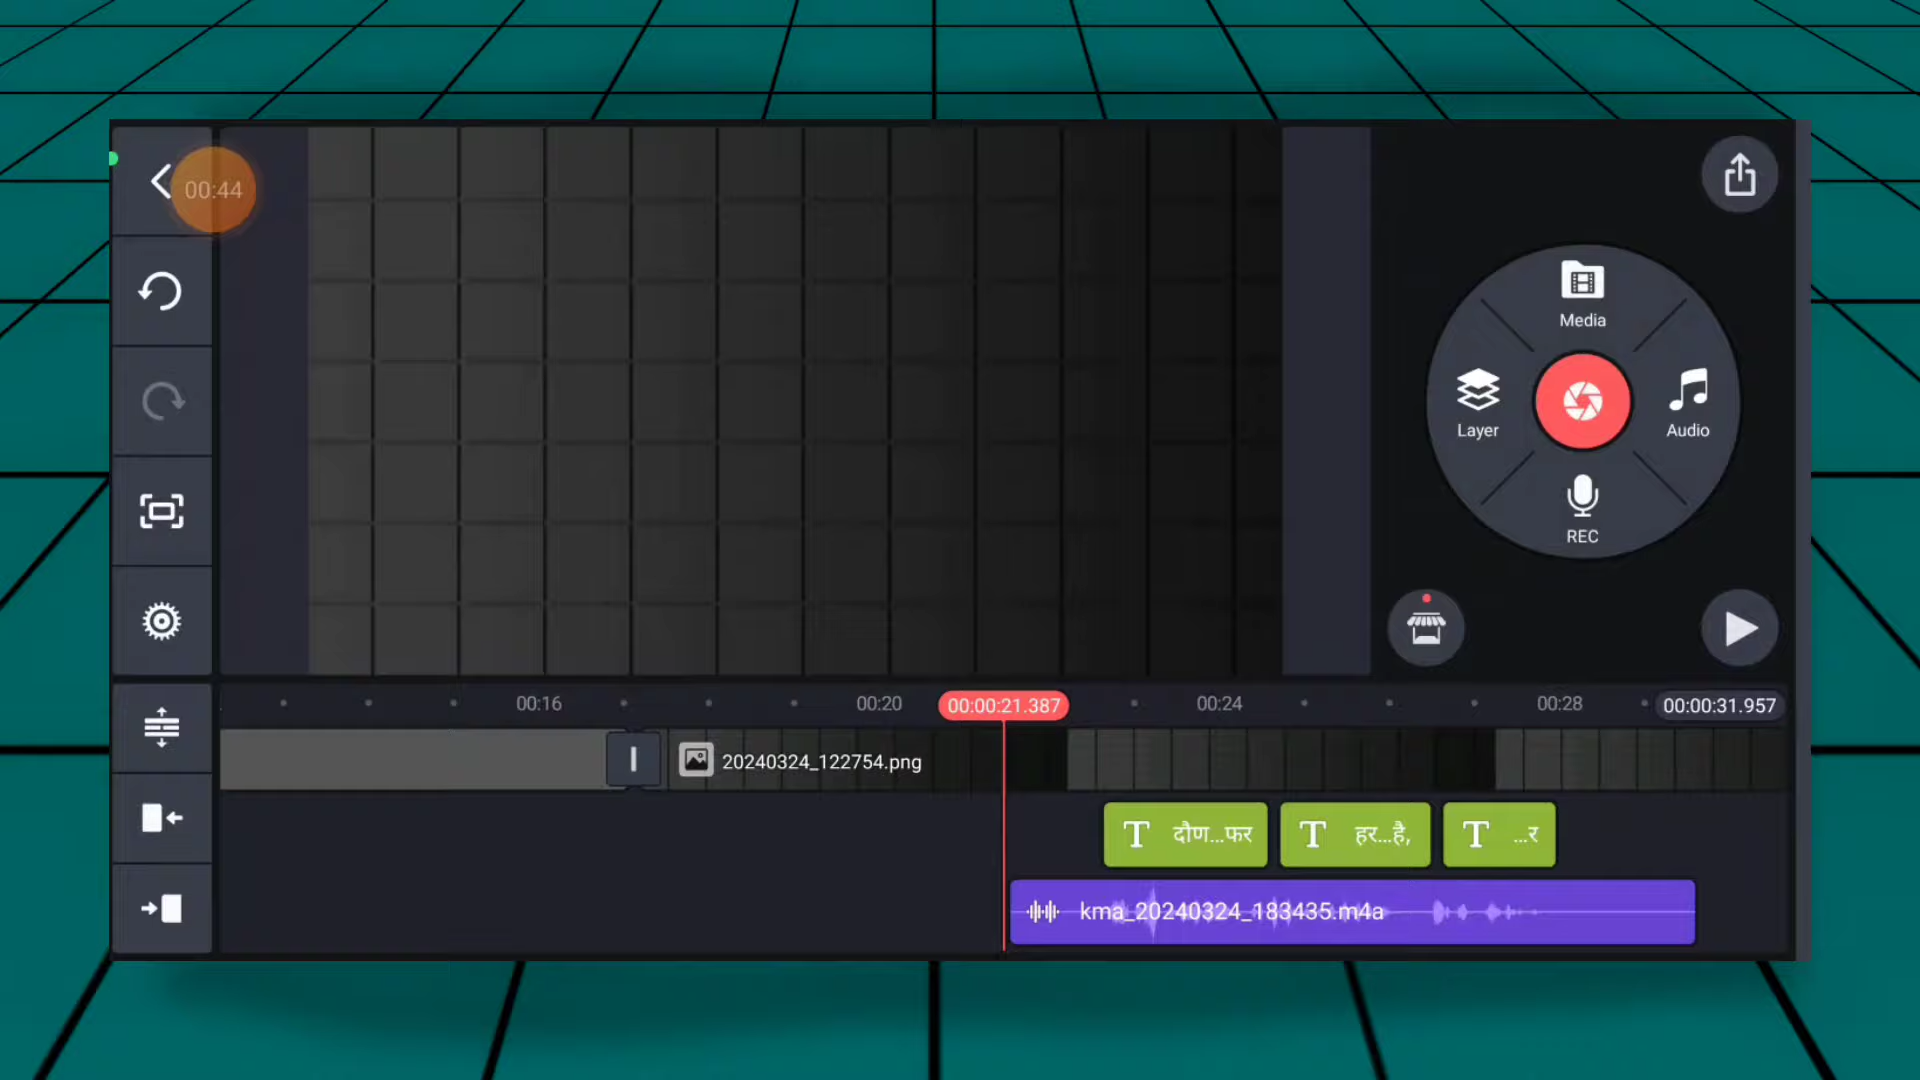 00:44
Media
Layer
Audio
REC
00:16
00:20
00:00:21.387
00:24
00:28
00:00:31.957
20240324_122754.png
T दौण...फर
T हर...है,
T ...र
kma_20240324_183435.m4a